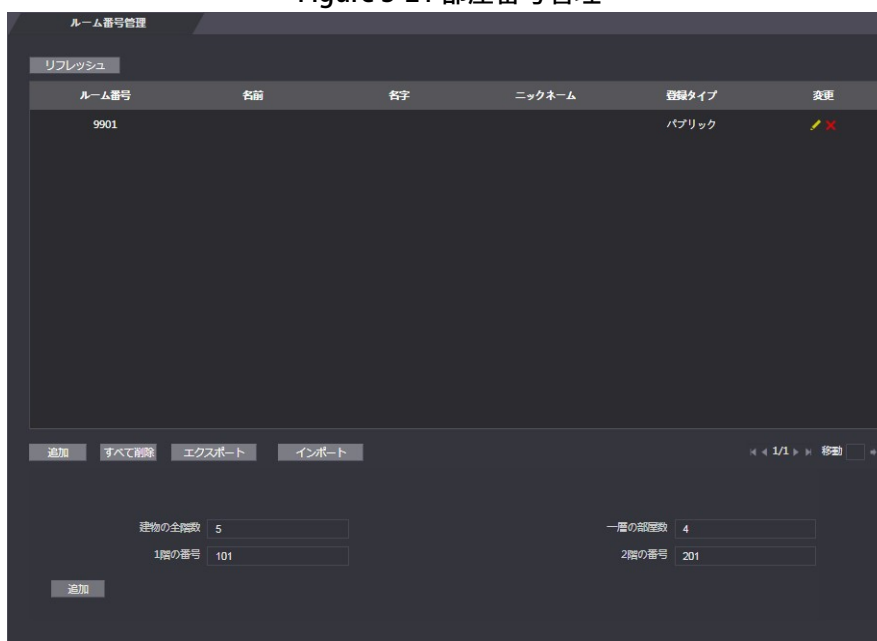 ルーム番号管理
リフレッシュ
ルーム番号 名前 名字 ニックネーム 登録タイプ 変更
9901 パブリック
追加 すべて削除 エクスポート インポート 1/1 移動
建物の全階数 5 一層の部屋数 4
1階の番号 101 2階の番号 201
追加